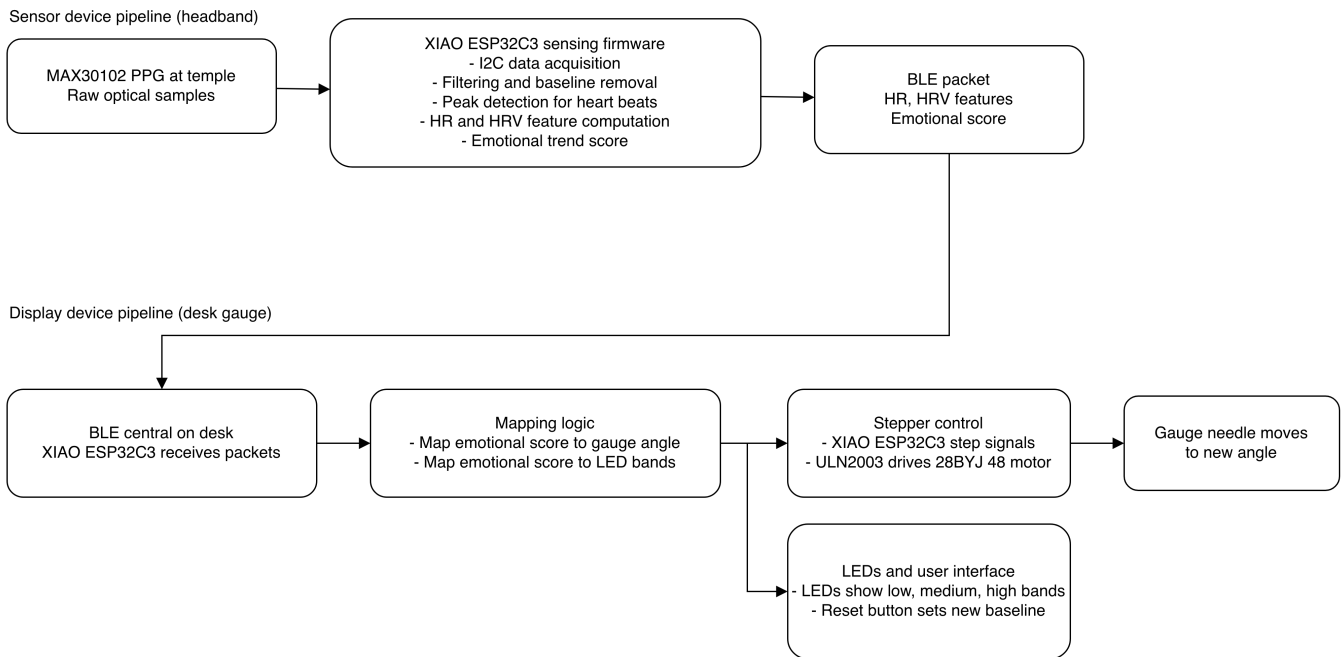 Sensor device pipeline (headband)
MAX30102 PPG at temple
Raw optical samples
XIAO ESP32C3 sensing firmware
- I2C data acquisition
- Filtering and baseline removal
- Peak detection for heart beats
- HR and HRV feature computation
- Emotional trend score
BLE packet
HR, HRV features
Emotional score
Display device pipeline (desk gauge)
BLE central on desk
XIAO ESP32C3 receives packets
Mapping logic
- Map emotional score to gauge angle
- Map emotional score to LED bands
Stepper control
- XIAO ESP32C3 step signals
- ULN2003 drives 28BYJ 48 motor
Gauge needle moves
to new angle
LEDs and user interface
- LEDs show low, medium, high bands
- Reset button sets new baseline